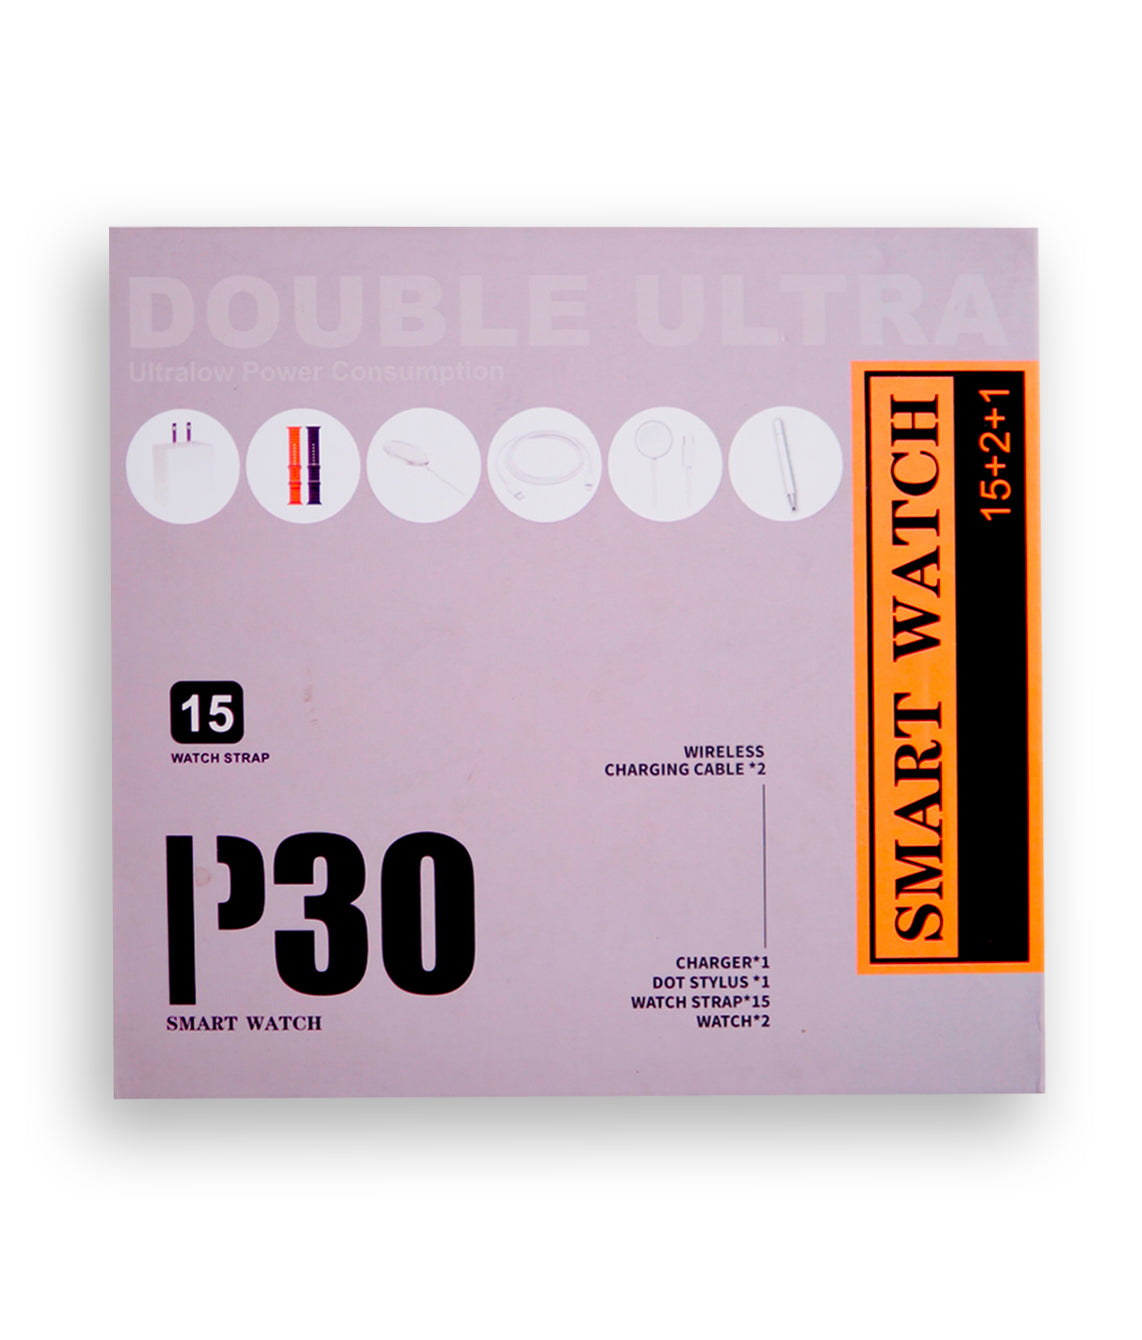 DOUBLE ULTRA
Ultralow Power Consumption
SMART WATCH
15+2+1
15
WATCH STRAP
WIRELESS
CHARGING CABLE *2
P30
SMART WATCH
CHARGER*1
DOT STYLUS *1
WATCH STRAP*15
WATCH*2